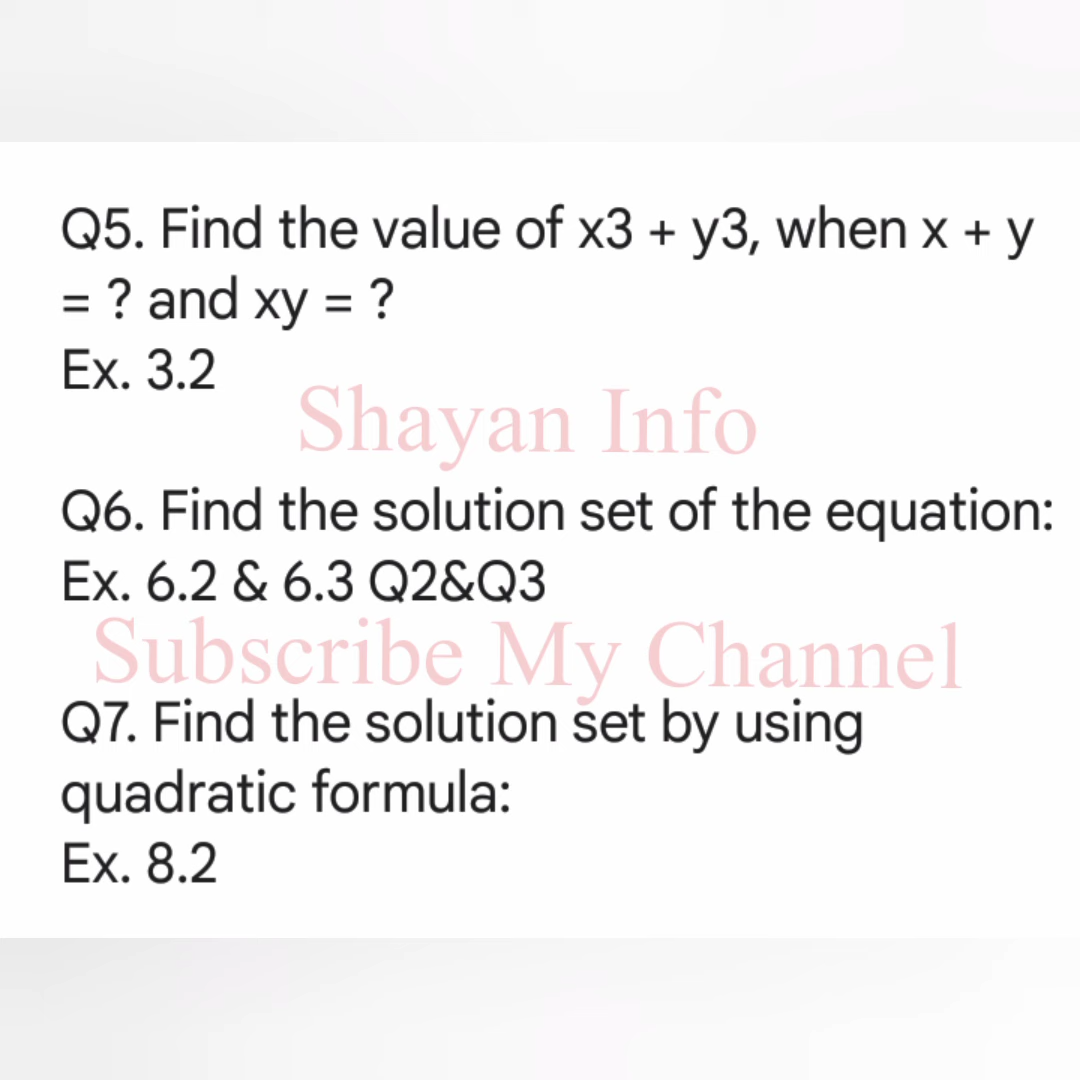 Q5. Find the value of x3 + y3, when x + y
= ? and xy = ?
Ex. 3.2
Shayan Info
Q6. Find the solution set of the equation:
Ex. 6.2 & 6.3 Q2&Q3
Subscribe My Channel
Q7. Find the solution set by using
quadratic formula:
Ex. 8.2